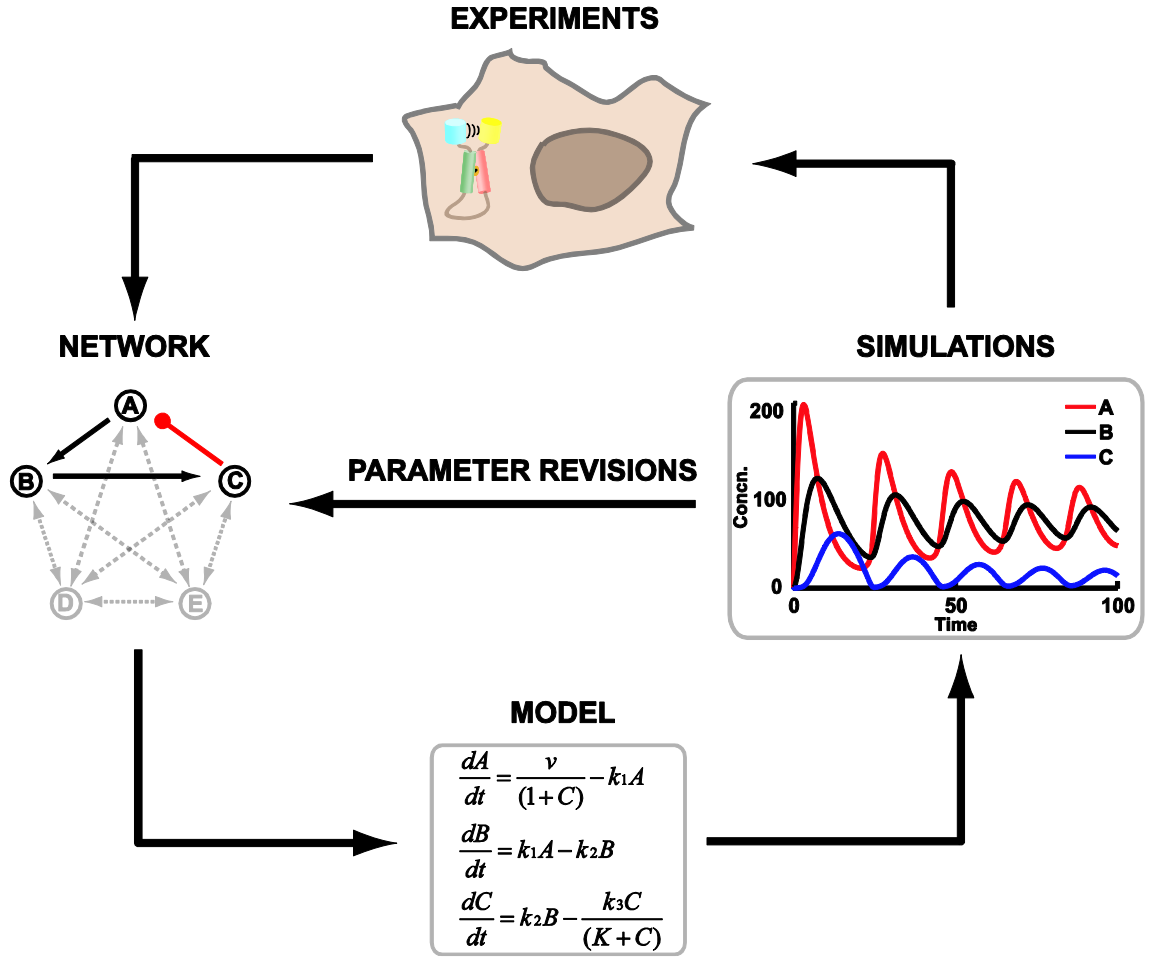 EXPERIMENTS
NETWORK
A
B
C
D
E
PARAMETER REVISIONS
SIMULATIONS
200
100
0
Concn.
A
B
C
0 50 100
Time
MODEL
dA/dt = v/(1+C) − k1A
dB/dt = k1A − k2B
dC/dt = k2B − k3C/(K+C)